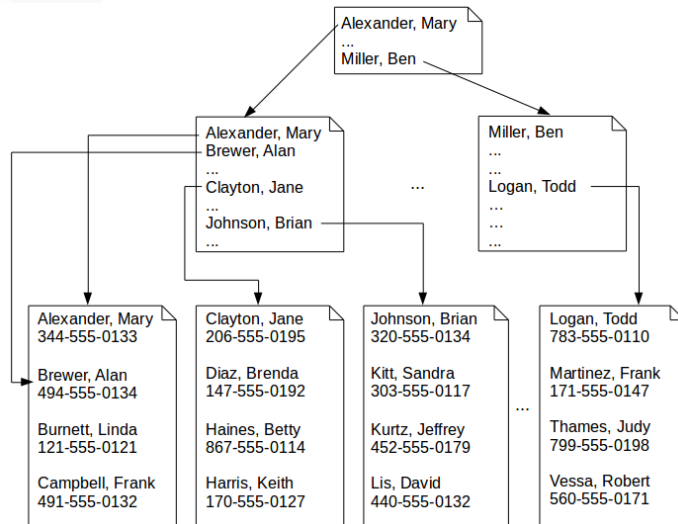 Alexander, Mary
...
Miller, Ben
Alexander, Mary
Brewer, Alan
...
Clayton, Jane
...
Johnson, Brian
...
...
Miller, Ben
...
...
Logan, Todd
...
...
...
Alexander, Mary
344-555-0133
Brewer, Alan
494-555-0134
Burnett, Linda
121-555-0121
Campbell, Frank
491-555-0132
Clayton, Jane
206-555-0195
Diaz, Brenda
147-555-0192
Haines, Betty
867-555-0114
Harris, Keith
170-555-0127
Johnson, Brian
320-555-0134
Kitt, Sandra
303-555-0117
Kurtz, Jeffrey
452-555-0179
Lis, David
440-555-0132
...
Logan, Todd
783-555-0110
Martinez, Frank
171-555-0147
Thames, Judy
799-555-0198
Vessa, Robert
560-555-0171